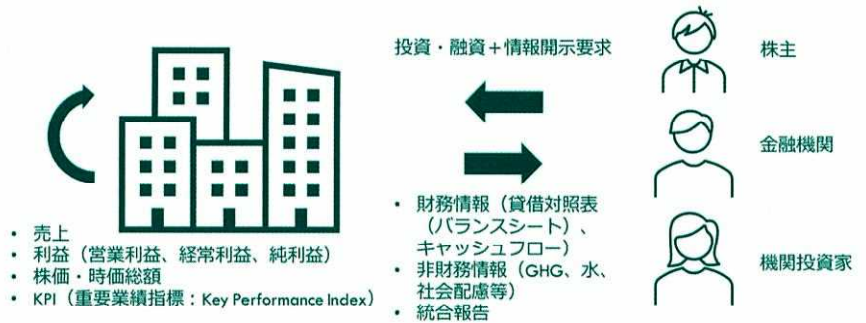 投資・融資＋情報開示要求
株主
金融機関
機関投資家
• 売上
• 利益（営業利益、経常利益、純利益）
• 株価・時価総額
• KPI（重要業績指標：Key Performance Index）
• 財務情報（貸借対照表
（バランスシート）、
キャッシュフロー）
• 非財務情報（GHG、水、
社会配慮等）
• 統合報告